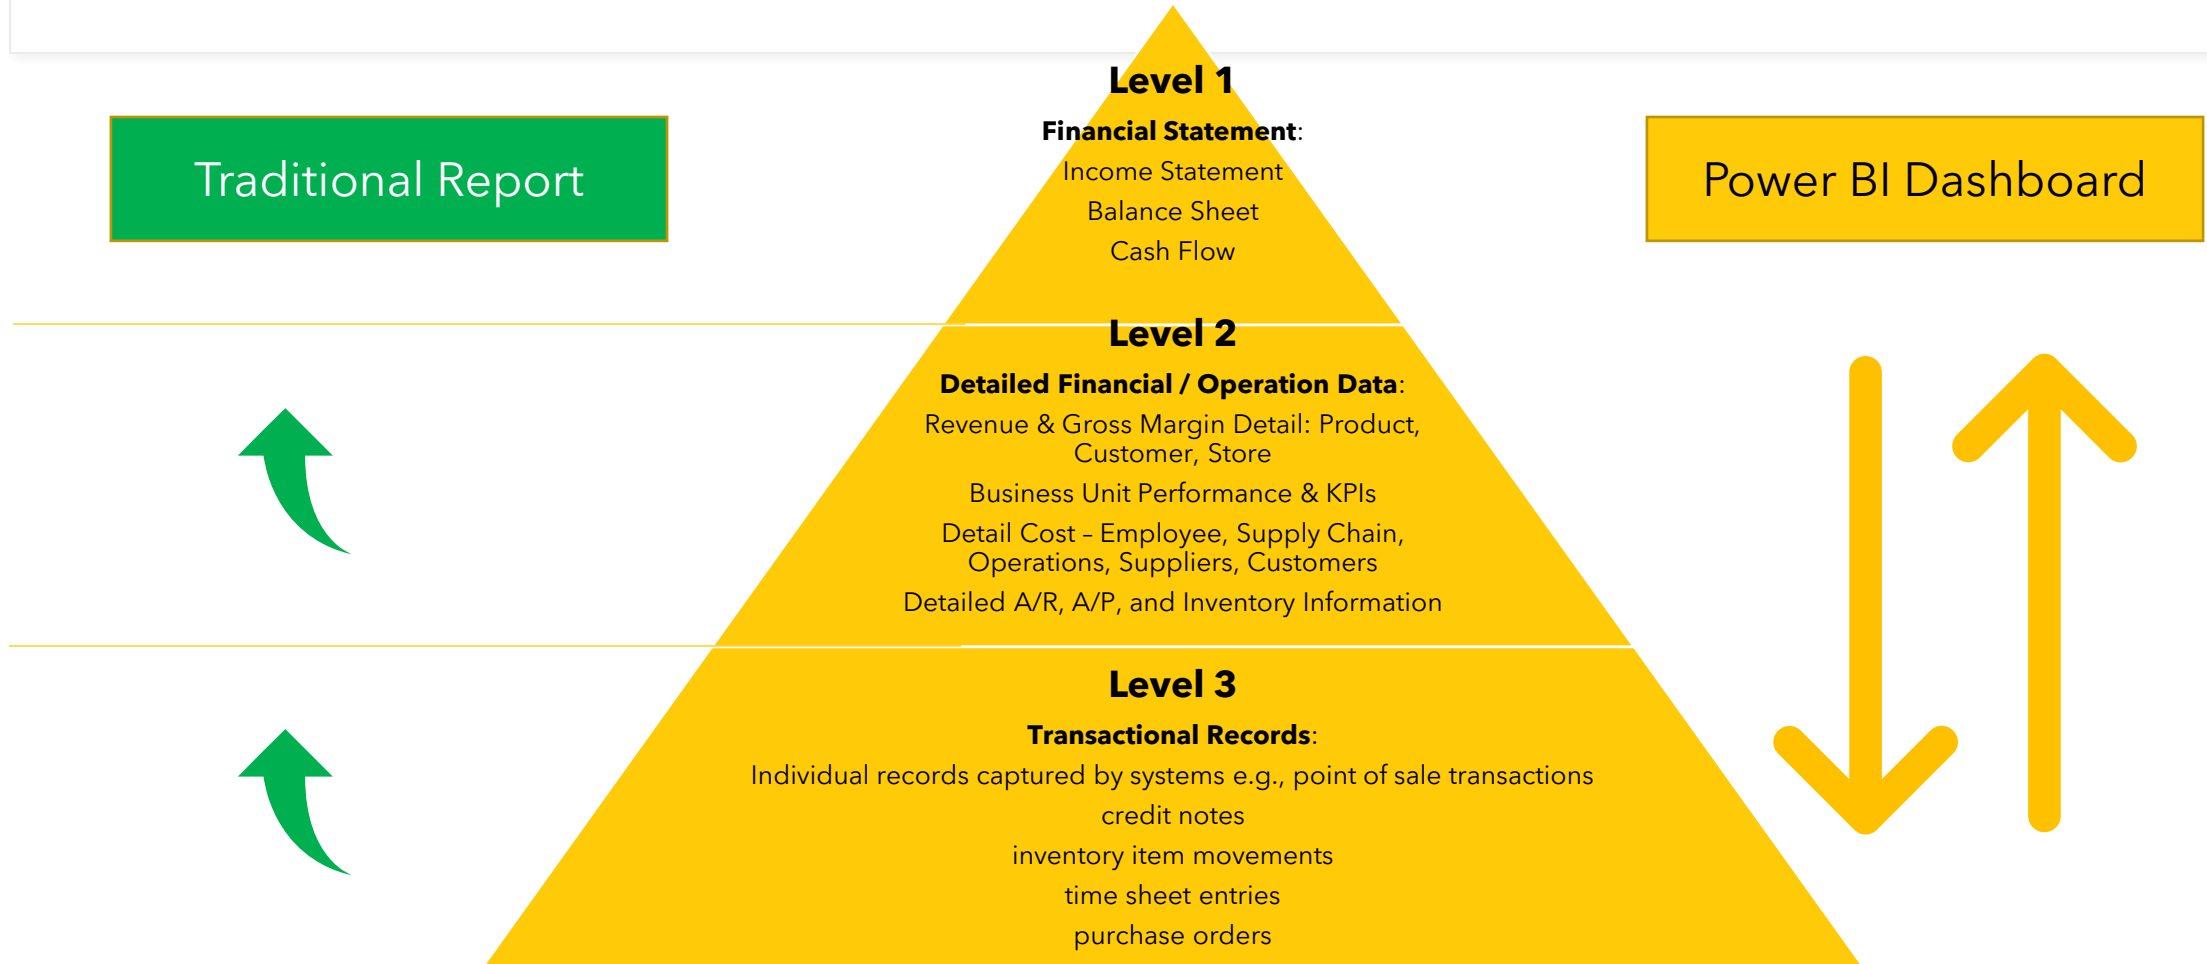 Level 1
Financial Statement:
Traditional Report
Income Statement
Power BI Dashboard
Balance Sheet
Cash Flow
Level 2
Detailed Financial / Operation Data:
Revenue & Gross Margin Detail: Product,
Customer, Store
Business Unit Performance & KPIs
Detail Cost – Employee, Supply Chain,
Operations, Suppliers, Customers
Detailed A/R, A/P, and Inventory Information
Level 3
Transactional Records:
Individual records captured by systems e.g., point of sale transactions
credit notes
inventory item movements
time sheet entries
purchase orders